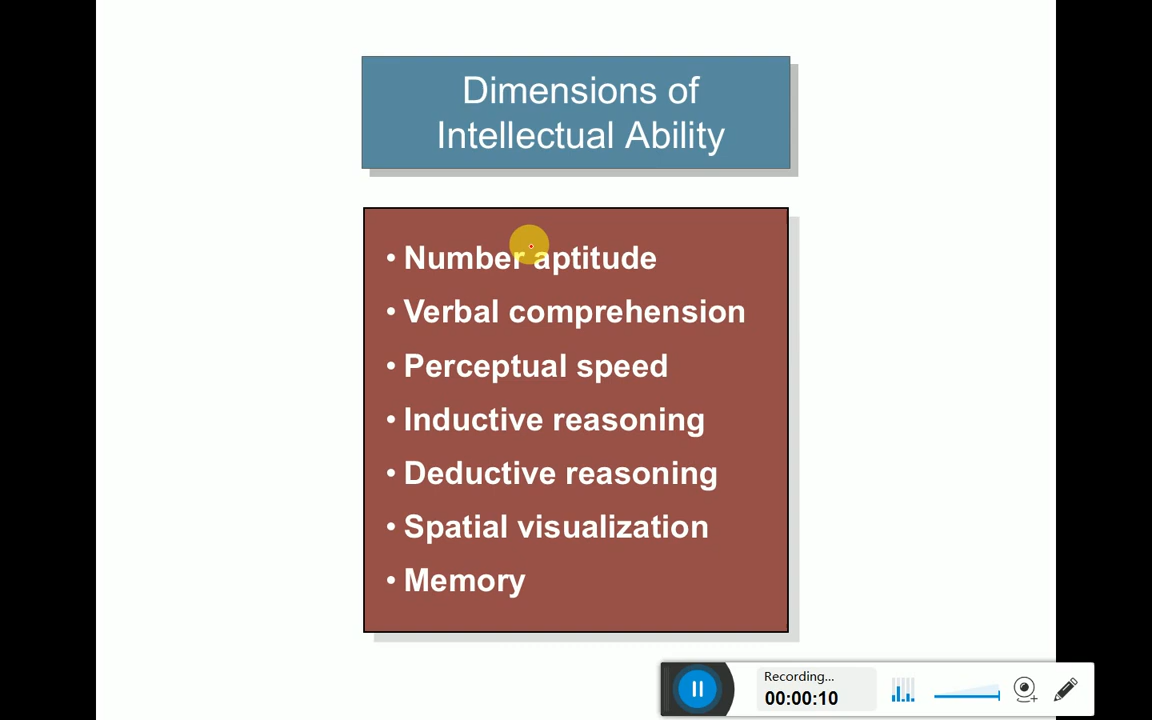 Dimensions of
Intellectual Ability
• Number aptitude
• Verbal comprehension
• Perceptual speed
• Inductive reasoning
• Deductive reasoning
• Spatial visualization
• Memory
Recording...
00:00:10